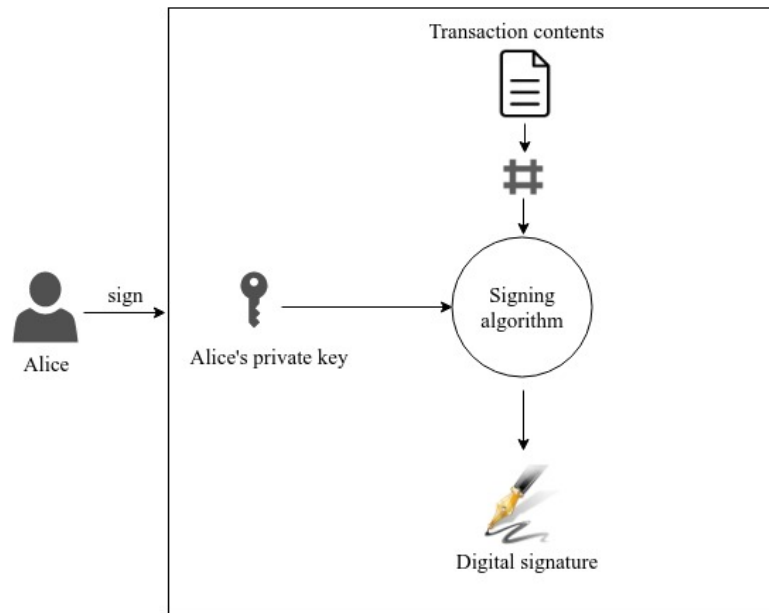 Transaction contents
sign
Signing
algorithm
Alice
Alice's private key
Digital signature